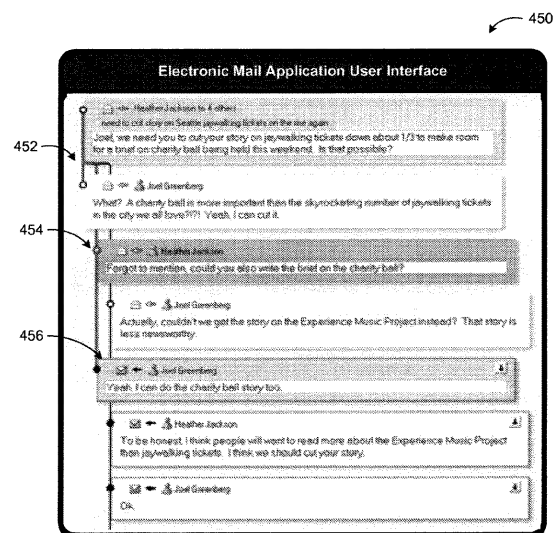 450
Electronic Mail Application User Interface
Heather Jackson to 4 others
need to cut story on Seattle jaywalking tickets on the run again
Joel, we need you to cut your story on jaywalking tickets down about 1/3 to make room
for a brief on charity ball being held this weekend. Is that possible?
452
Joel Greenberg
What? A charity ball is more important than the skyrocketing number of jaywalking tickets
in the city we all love?!?! Yeah, I can cut it.
454
Heather Jackson
Forgot to mention, could you also write the brief on the charity ball?
Joel Greenberg
Actually, couldn't we get the story on the Experience Music Project instead? That story is
less newsworthy.
456
Joel Greenberg
Yeah, I can do the charity ball story too.
Heather Jackson
To be honest, I think people will want to read more about the Experience Music Project
than jaywalking tickets. I think we should cut your story.
Joel Greenberg
Ok.